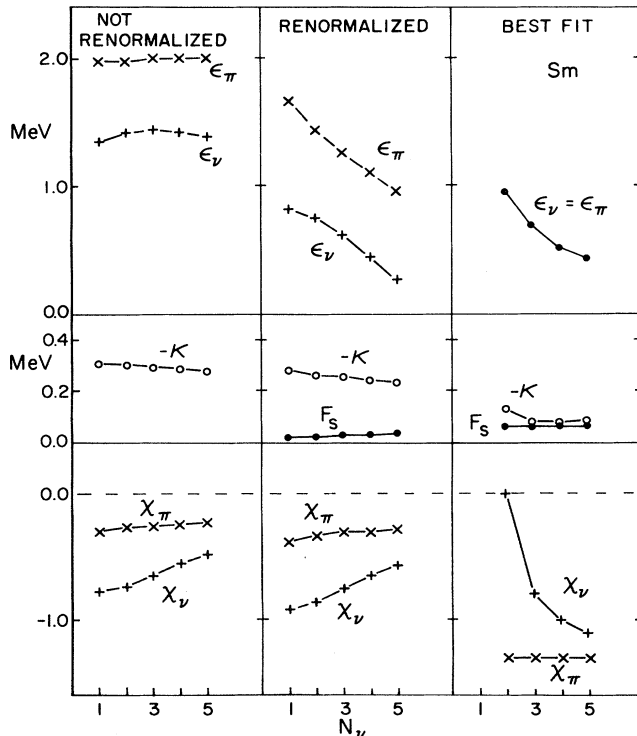 NOT
RENORMALIZED
RENORMALIZED
BEST FIT
Sm
2.0
MeV
1.0
0.0
ϵπ
ϵν
ϵπ
ϵν
ϵν = ϵπ
0.4
MeV
0.2
0.0
-κ
-κ
Fs
-κ
Fs
0.0
-1.0
χπ
χν
χπ
χν
χν
χπ
1 3 5 1 3 5 1 3 5
Nν